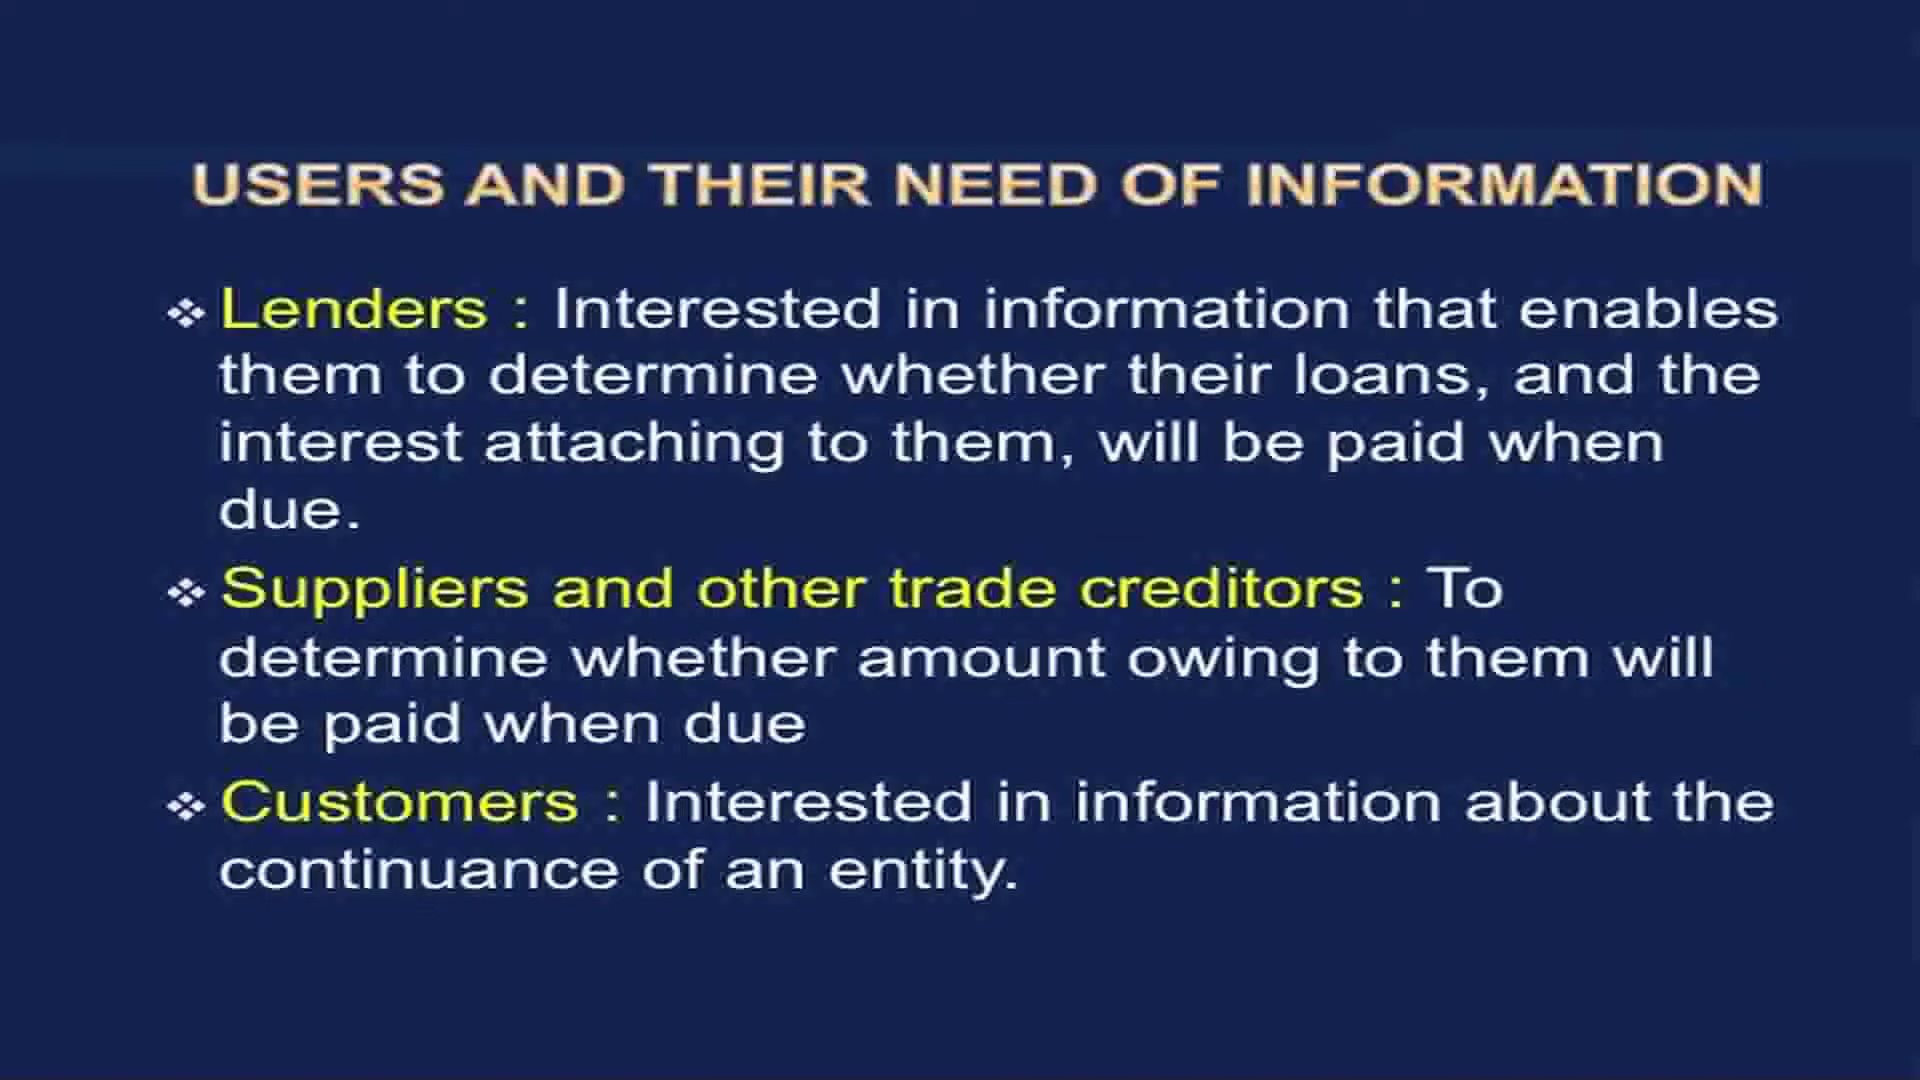 USERS AND THEIR NEED OF INFORMATION
❖ Lenders : Interested in information that enables
them to determine whether their loans, and the
interest attaching to them, will be paid when
due.
❖ Suppliers and other trade creditors : To
determine whether amount owing to them will
be paid when due
❖ Customers : Interested in information about the
continuance of an entity.